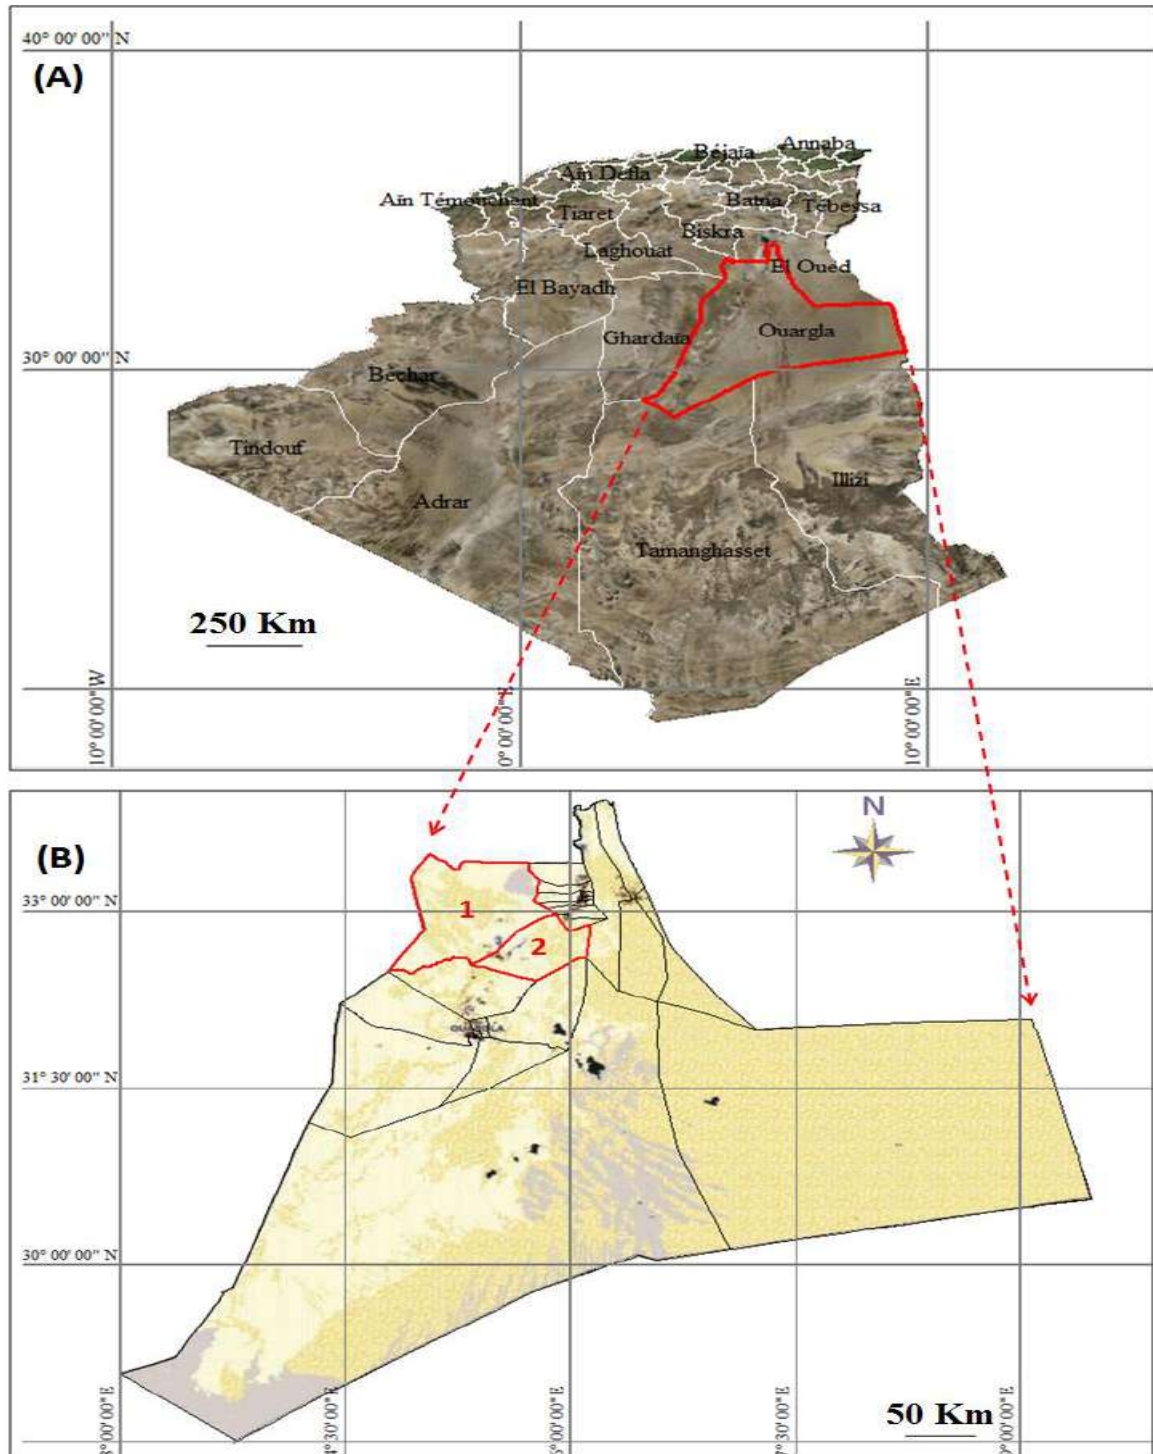 40° 00' 00" N
(A)
Béjaïa
Annaba
Aïn Defla
Aïn Témouchent
Tiaret
Batna
Tébessa
Biskra
Laghouat
El Oued
El Bayadh
Ghardaïa
Ouargla
30° 00' 00" N
Béchar
Tindouf
Illizi
Adrar
Tamanghasset
250 Km
10° 00' 00" W
0° 00' 00" E
10° 00' 00" E
(B)
N
33° 00' 00" N
1
2
OUARGLA
31° 30' 00" N
30° 00' 00" N
50 Km